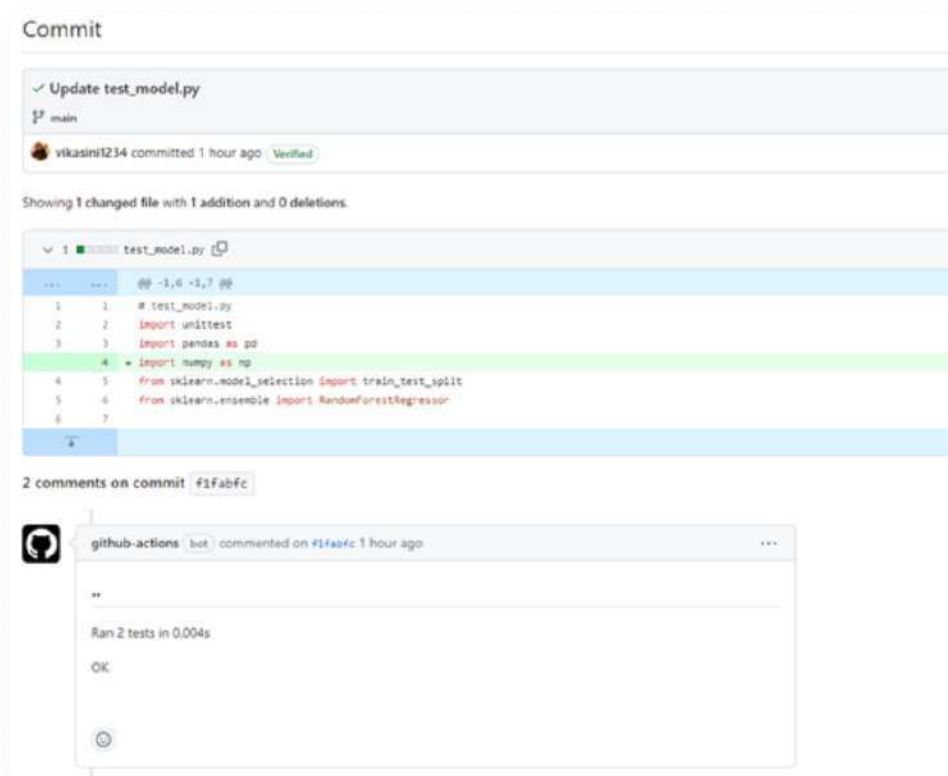 Commit
Update test_model.py
main
vikasini1234 committed 1 hour ago Verified
Showing 1 changed file with 1 addition and 0 deletions.
1 test_model.py
... ... @@ -1,6 +1,7 @@
1 1 # test_model.py
2 2 import unittest
3 3 import pandas as pd
4 + import numpy as np
4 5 from sklearn.model_selection import train_test_split
5 6 from sklearn.ensemble import RandomForestRegressor
6 7
2 comments on commit f1fabfc
github-actions bot commented on f1fabfc 1 hour ago ...
..
Ran 2 tests in 0.004s
OK